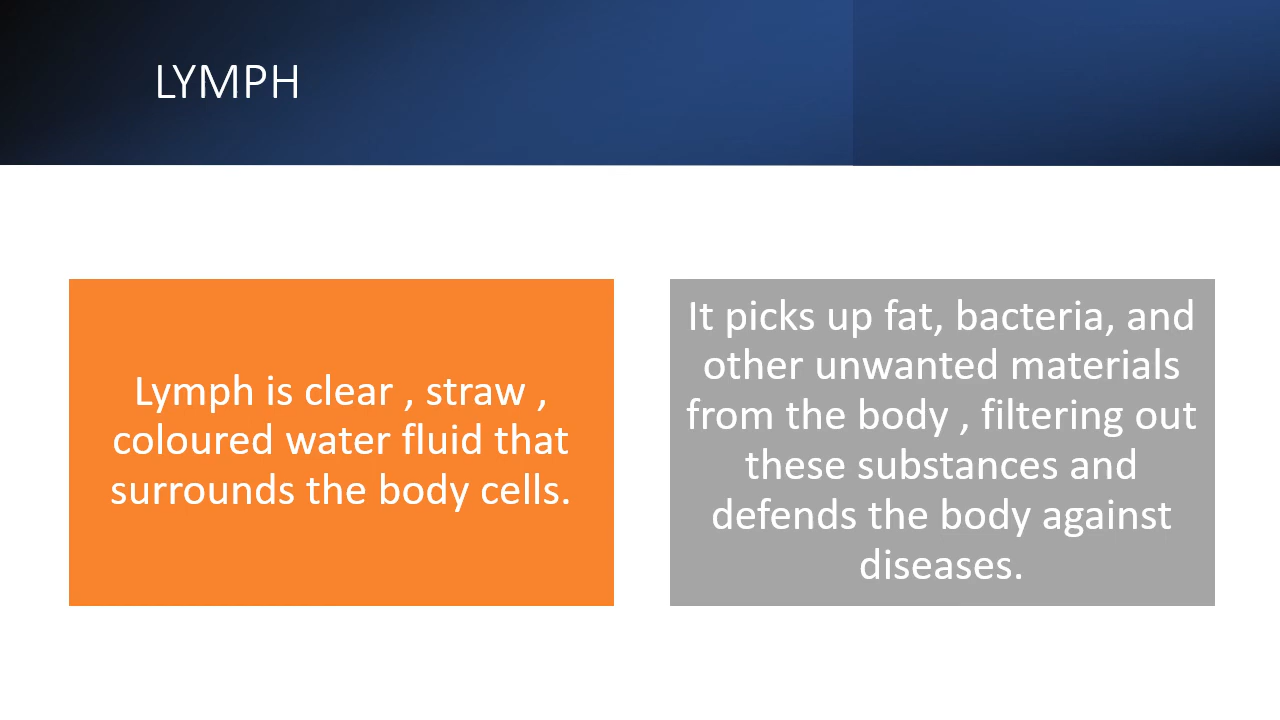 LYMPH
Lymph is clear , straw ,
coloured water fluid that
surrounds the body cells.
It picks up fat, bacteria, and
other unwanted materials
from the body , filtering out
these substances and
defends the body against
diseases.